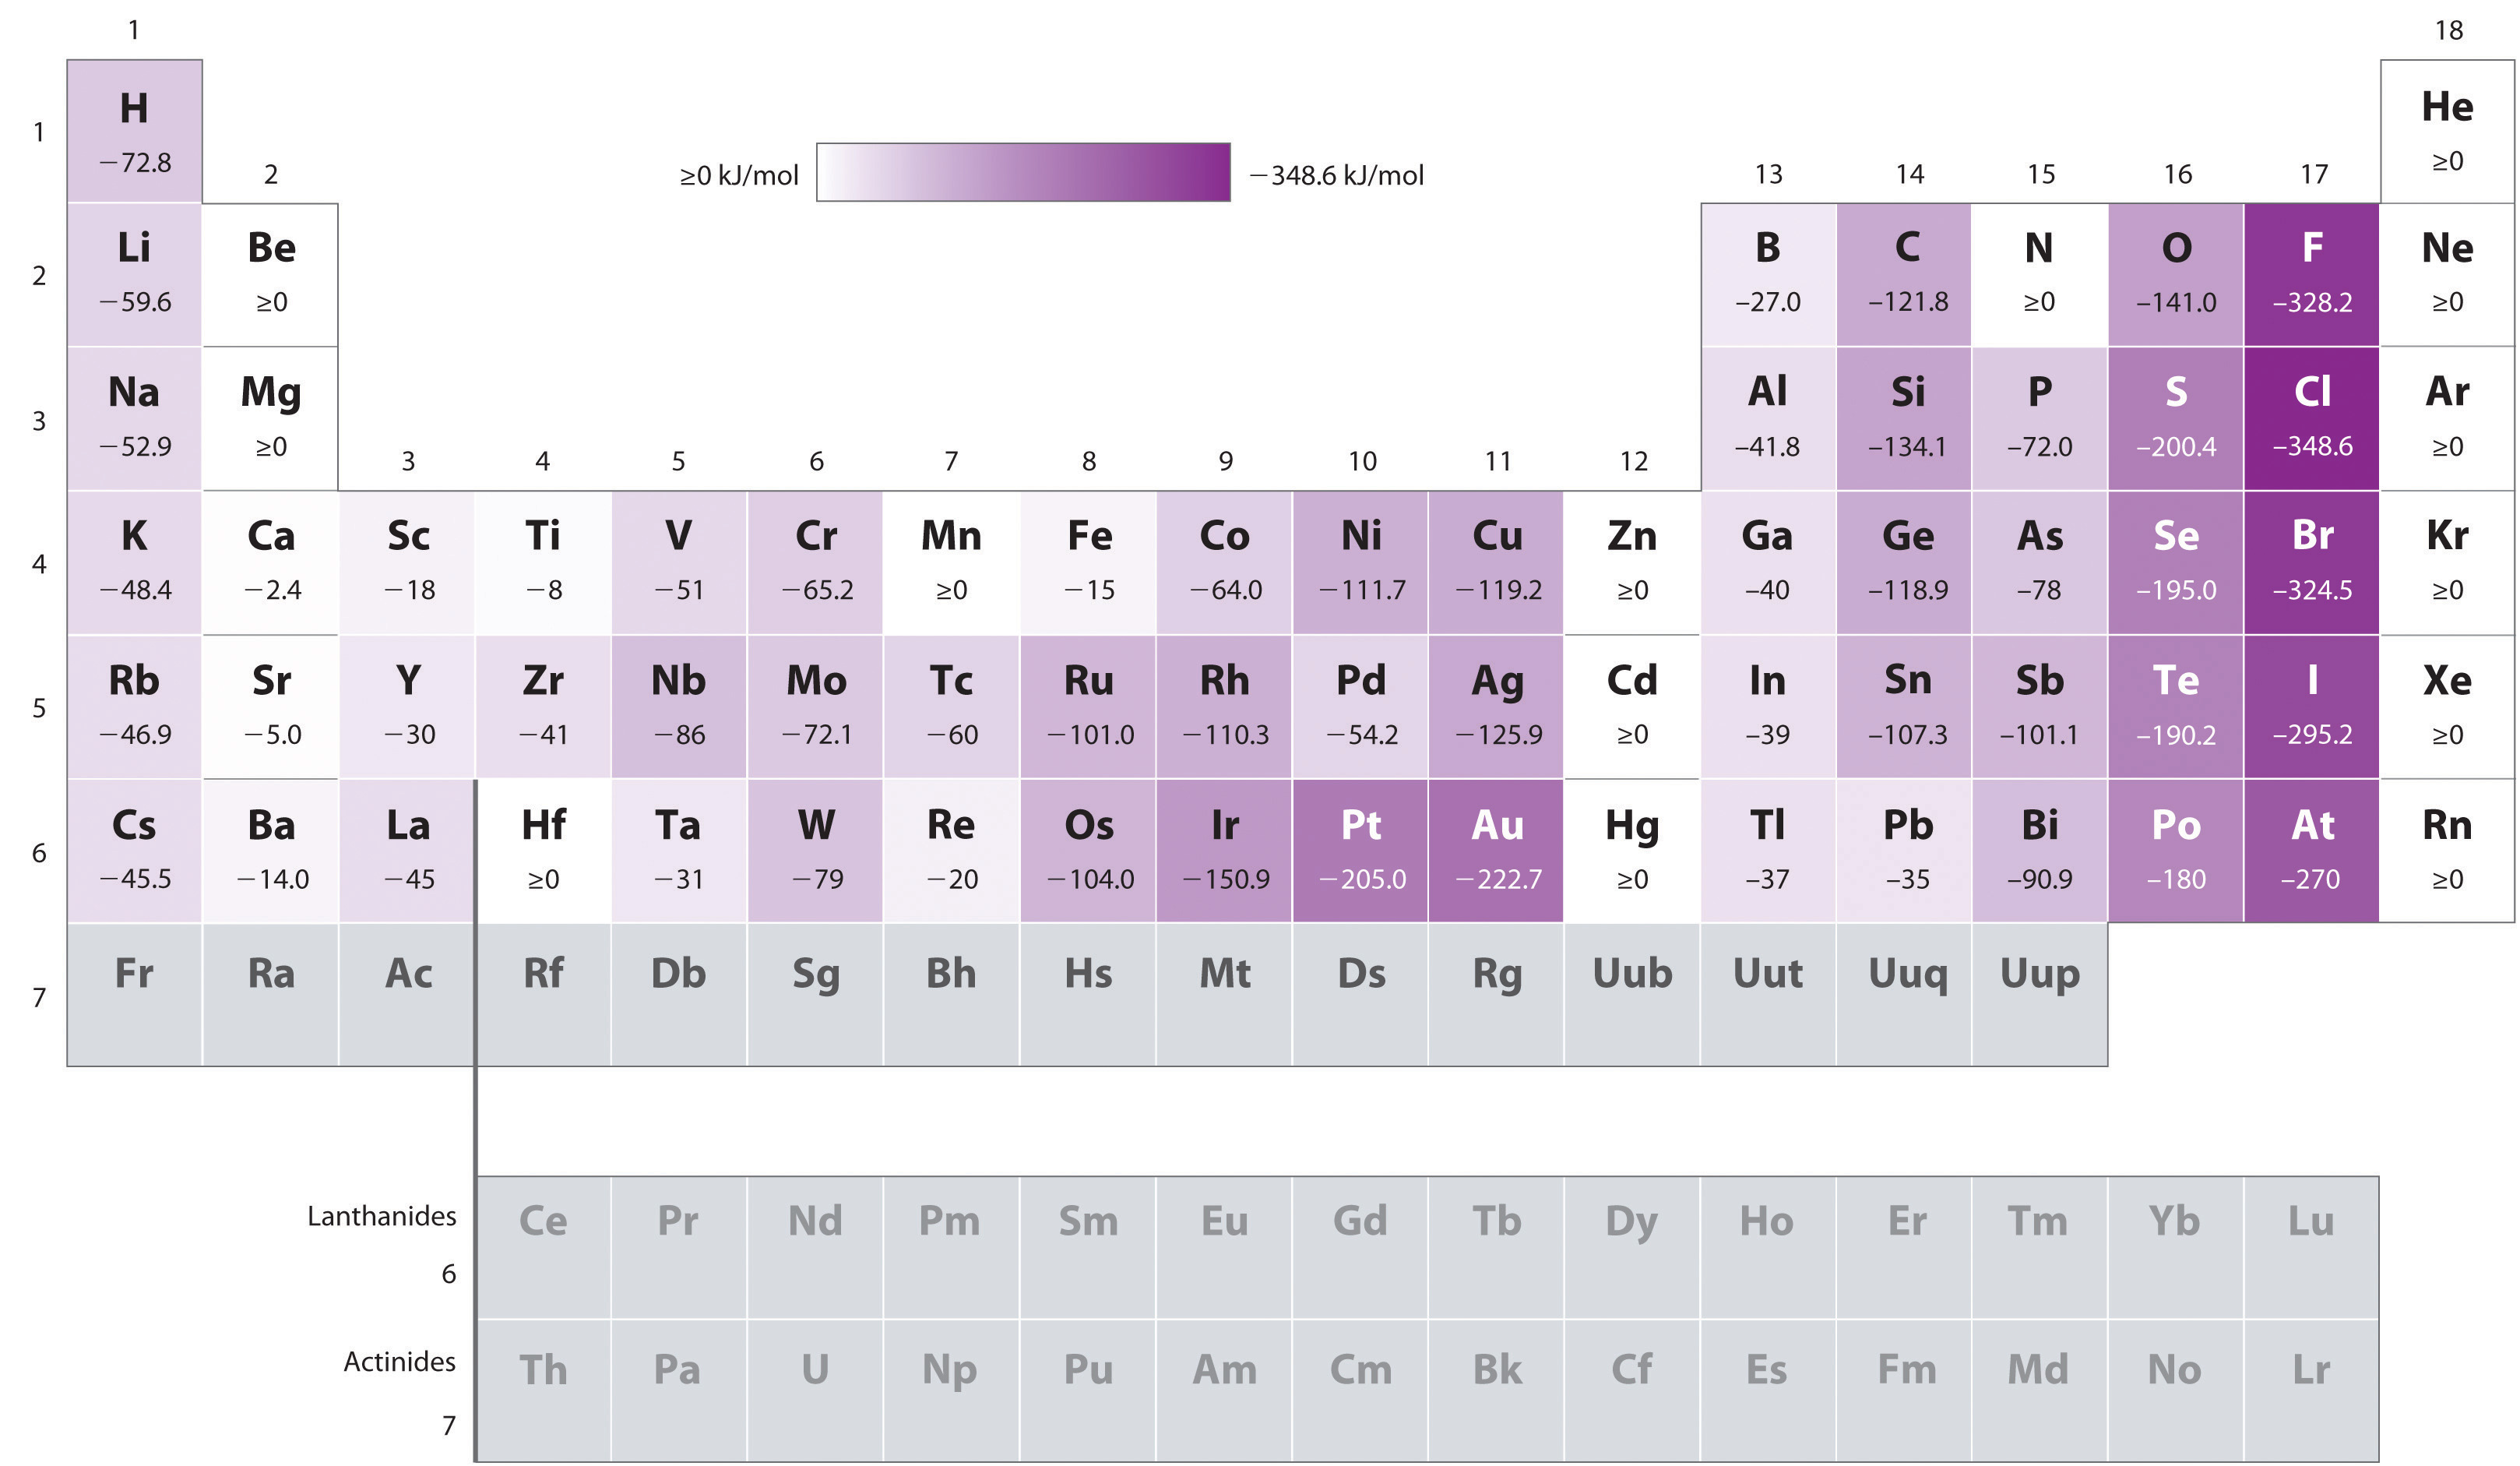 1 18
H He
1
−72.8 ≥0
2 ≥0 kJ/mol −348.6 kJ/mol 13 14 15 16 17
Li Be B C N O F Ne
2
−59.6 ≥0 –27.0 –121.8 ≥0 –141.0 –328.2 ≥0
Na Mg Al Si P S Cl Ar
3
−52.9 ≥0 –41.8 –134.1 –72.0 –200.4 –348.6 ≥0
3 4 5 6 7 8 9 10 11 12
K Ca Sc Ti V Cr Mn Fe Co Ni Cu Zn Ga Ge As Se Br Kr
4
−48.4 −2.4 −18 −8 −51 −65.2 ≥0 −15 −64.0 −111.7 −119.2 ≥0 –40 –118.9 –78 –195.0 –324.5 ≥0
Rb Sr Y Zr Nb Mo Tc Ru Rh Pd Ag Cd In Sn Sb Te I Xe
5
−46.9 −5.0 −30 −41 −86 −72.1 −60 −101.0 −110.3 −54.2 −125.9 ≥0 –39 –107.3 –101.1 –190.2 –295.2 ≥0
Cs Ba La Hf Ta W Re Os Ir Pt Au Hg Tl Pb Bi Po At Rn
6
−45.5 −14.0 −45 ≥0 −31 −79 −20 −104.0 −150.9 −205.0 −222.7 ≥0 –37 –35 –90.9 –180 –270 ≥0
Fr Ra Ac Rf Db Sg Bh Hs Mt Ds Rg Uub Uut Uuq Uup
7
Lanthanides Ce Pr Nd Pm Sm Eu Gd Tb Dy Ho Er Tm Yb Lu
6
Actinides Th Pa U Np Pu Am Cm Bk Cf Es Fm Md No Lr
7